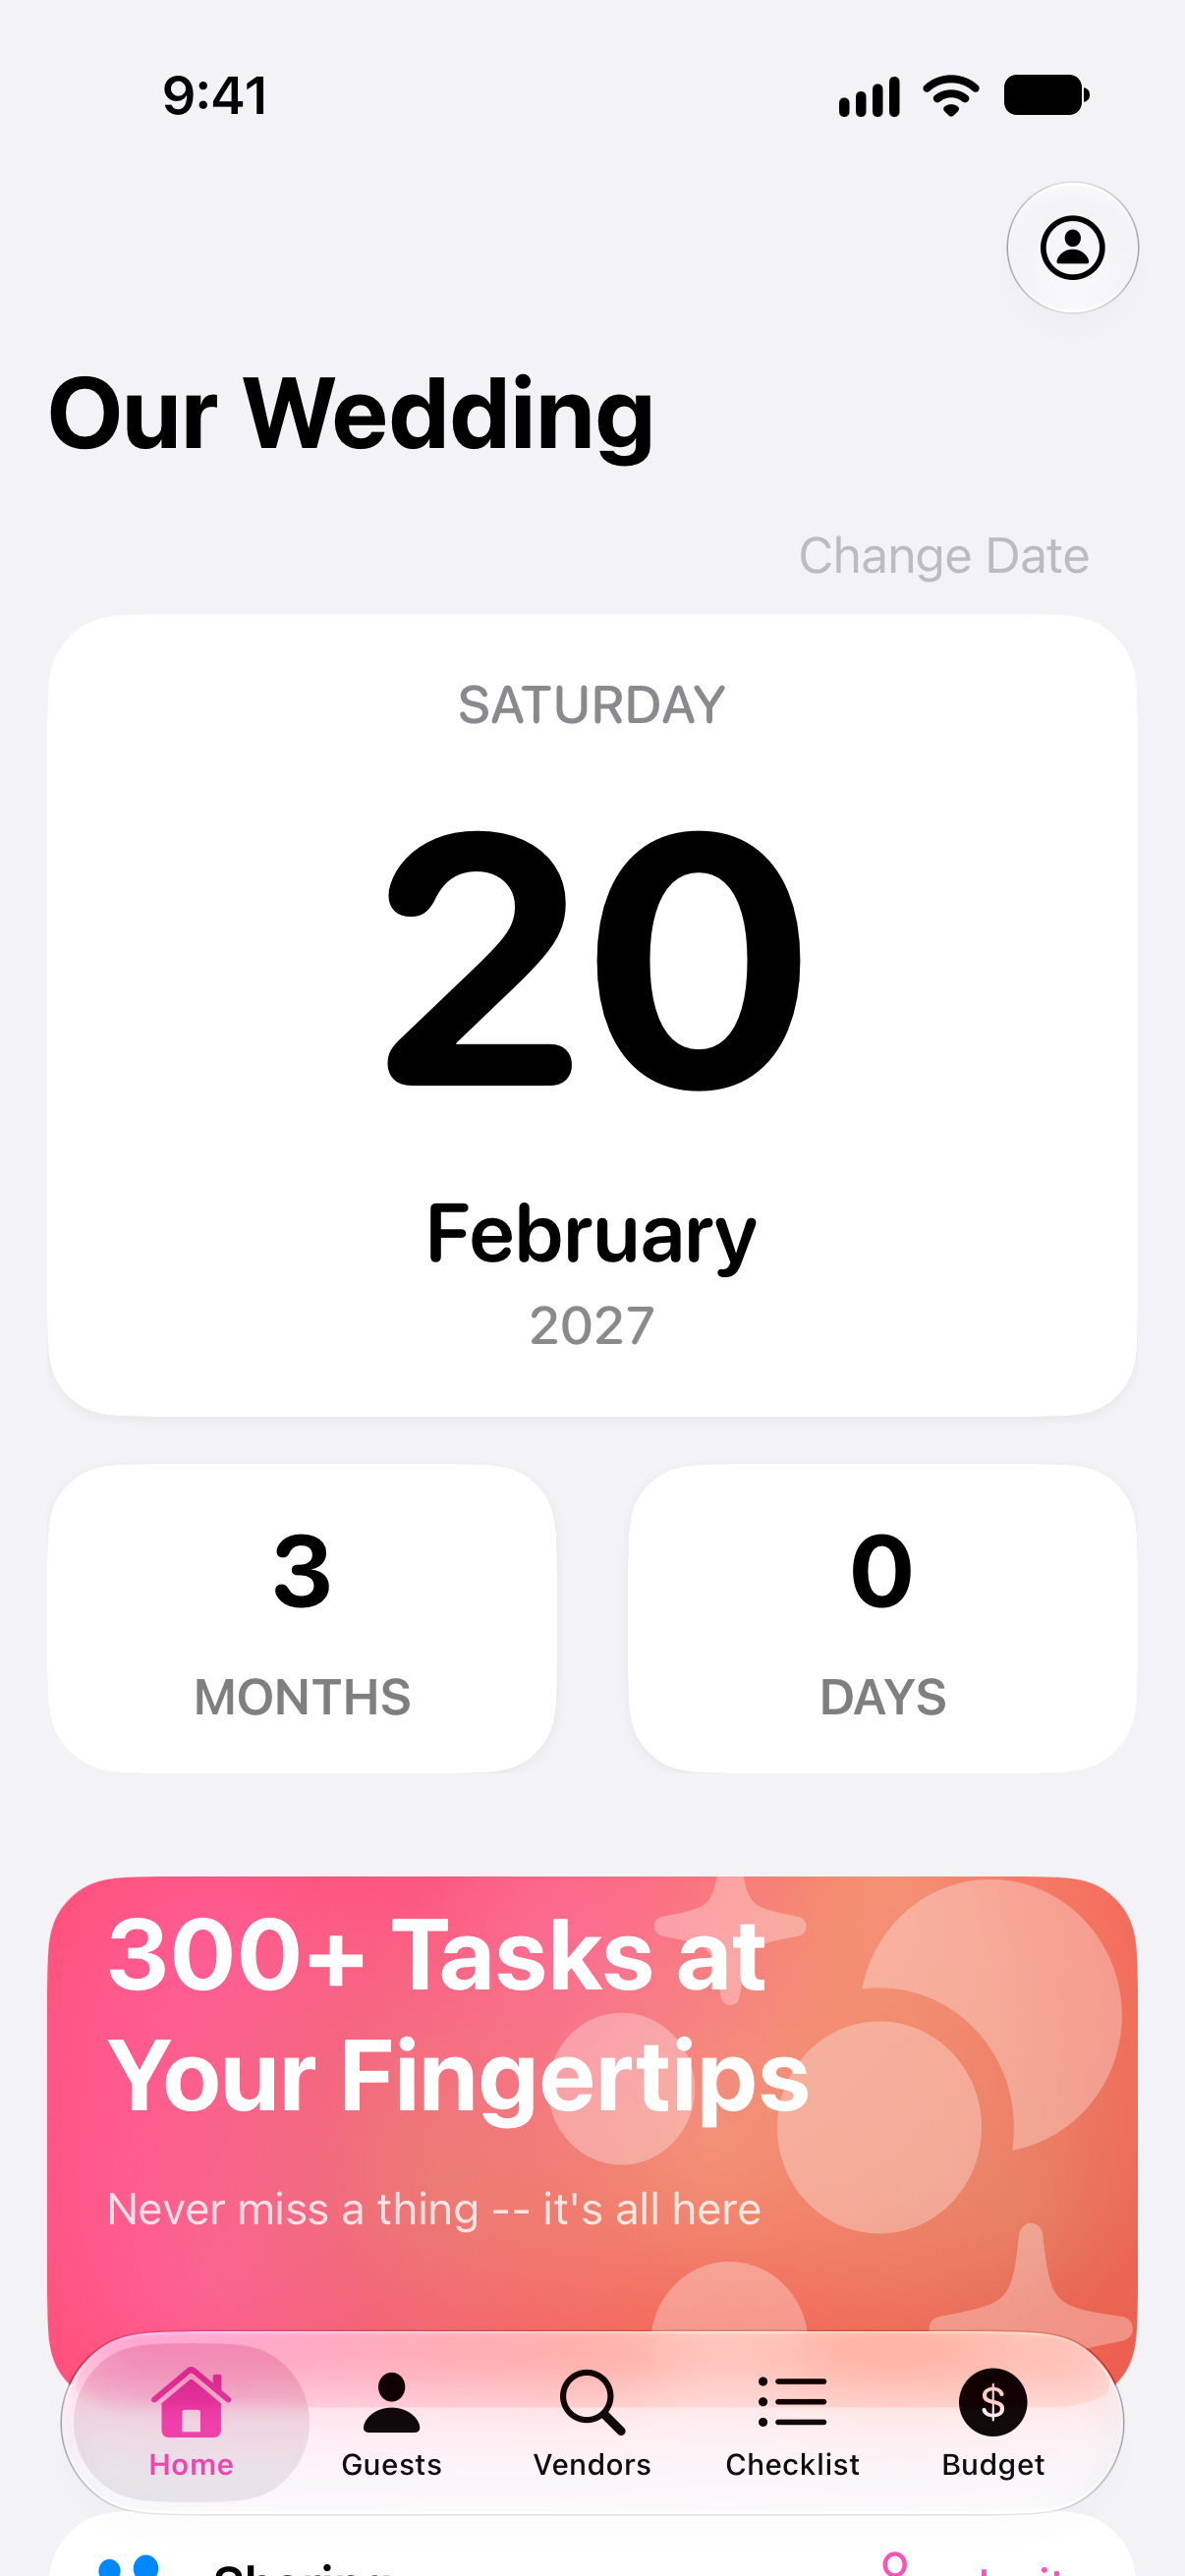 9:41
Our Wedding
Change Date
SATURDAY
20
February
2027
3
MONTHS
0
DAYS
300+ Tasks at
Your Fingertips
Never miss a thing -- it's all here
Home
Guests
Vendors
Checklist
$
Budget